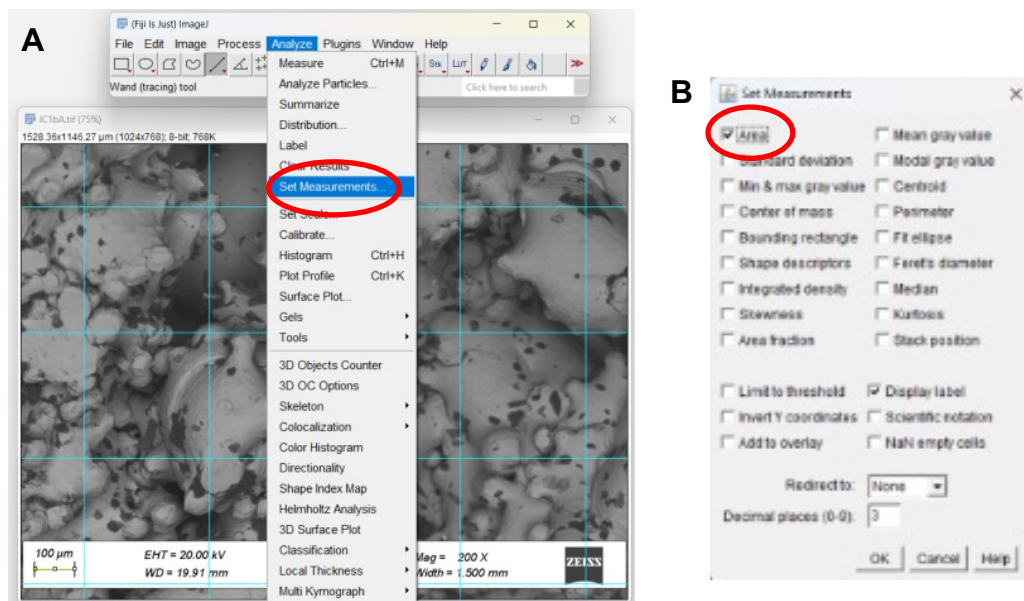 A
(Fiji Is Just) ImageJ
File Edit Image Process Analyze Plugins Window Help
Stk LUT
Wand (tracing) tool
Click here to search
IC1bA.tif (75%)
1528.36x1146.27 µm (1024x768); 8-bit; 768K
Measure Ctrl+M
Analyze Particles...
Summarize
Distribution...
Label
Clear Results
Set Measurements...
Set Scale...
Calibrate...
Histogram Ctrl+H
Plot Profile Ctrl+K
Surface Plot...
Gels
Tools
3D Objects Counter
3D OC Options
Skeleton
Colocalization
Color Histogram
Directionality
Shape Index Map
Helmholtz Analysis
3D Surface Plot
Classification
Local Thickness
Multi Kymograph
100 µm
EHT = 20.00 kV
WD = 19.91 mm
Mag = 200 X
Width = 1.500 mm
ZEISS
B
Set Measurements
Area Mean gray value
Standard deviation Modal gray value
Min & max gray value Centroid
Center of mass Perimeter
Bounding rectangle Fit ellipse
Shape descriptors Feret's diameter
Integrated density Median
Skewness Kurtosis
Area fraction Stack position
Limit to threshold Display label
Invert Y coordinates Scientific notation
Add to overlay NaN empty cells
Redirect to: None
Decimal places (0-9): 3
OK Cancel Help